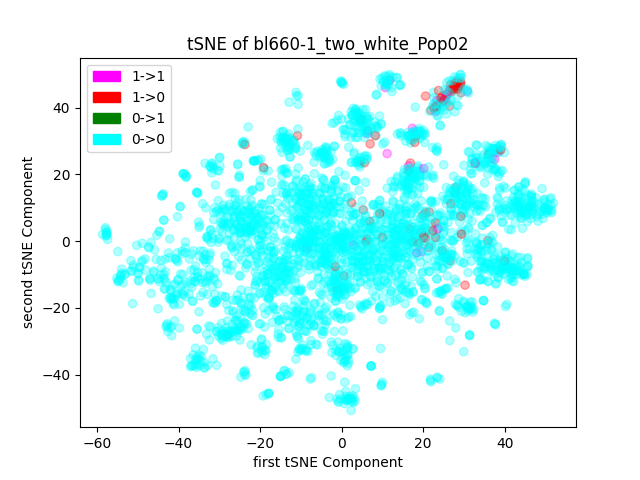 tSNE of bl660-1_two_white_Pop02
1->1
1->0
0->1
0->0
second tSNE Component
40
20
0
−20
−40
−60 −40 −20 0 20 40
first tSNE Component